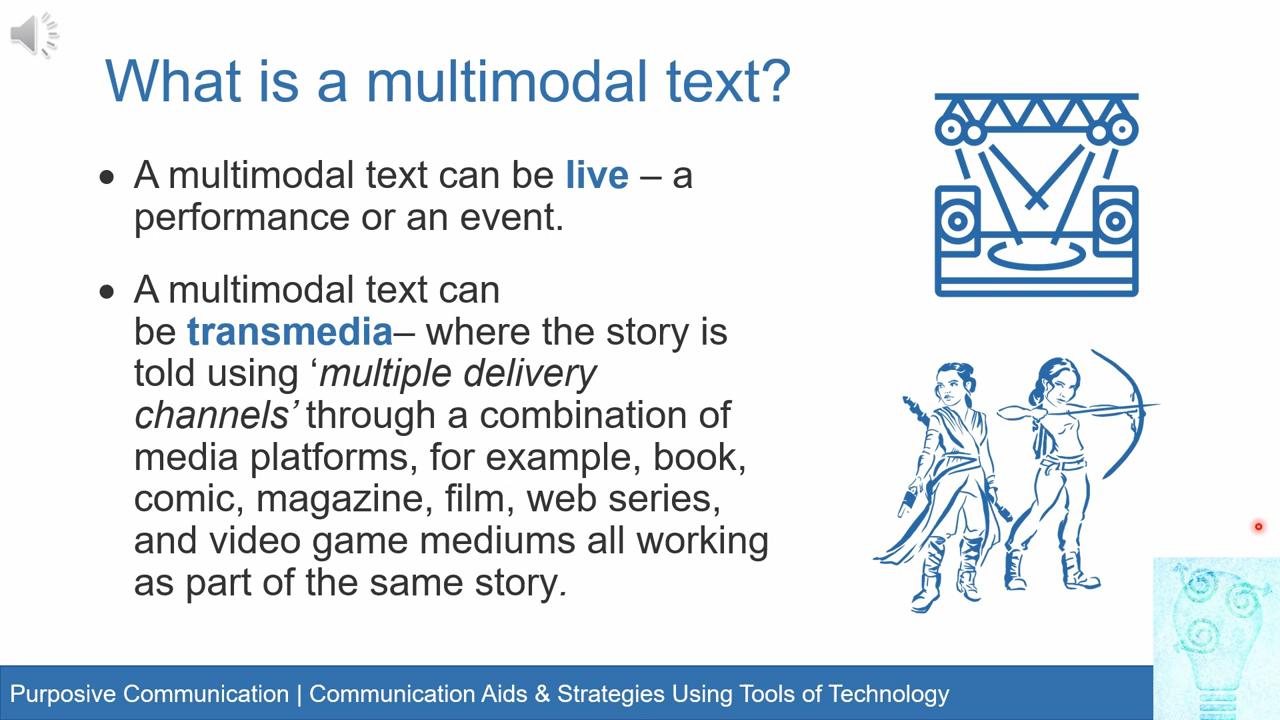 What is a multimodal text?
• A multimodal text can be live – a
performance or an event.
• A multimodal text can
be transmedia– where the story is
told using ‘multiple delivery
channels’ through a combination of
media platforms, for example, book,
comic, magazine, film, web series,
and video game mediums all working
as part of the same story.
Purposive Communication | Communication Aids & Strategies Using Tools of Technology